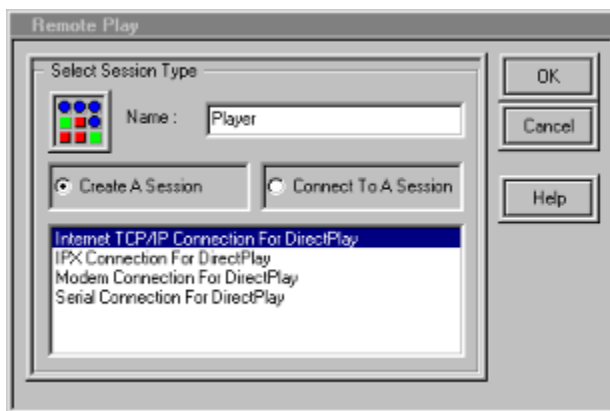 Remote Play
Select Session Type
Name :
Player
Create A Session
Connect To A Session
Internet TCP/IP Connection For DirectPlay
IPX Connection For DirectPlay
Modem Connection For DirectPlay
Serial Connection For DirectPlay
OK
Cancel
Help